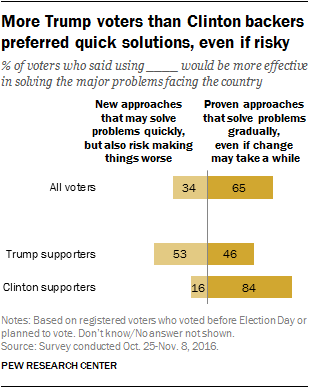 More Trump voters than Clinton backers
preferred quick solutions, even if risky
% of voters who said using ____ would be more effective
in solving the major problems facing the country
New approaches
that may solve
problems quickly,
but also risk making
things worse
Proven approaches
that solve problems
gradually,
even if change
may take a while
All voters 34 65
Trump supporters 53 46
Clinton supporters 16 84
Notes: Based on registered voters who voted before Election Day or
planned to vote. Don't know/No answer not shown.
Source: Survey conducted Oct. 25-Nov. 8, 2016.
PEW RESEARCH CENTER